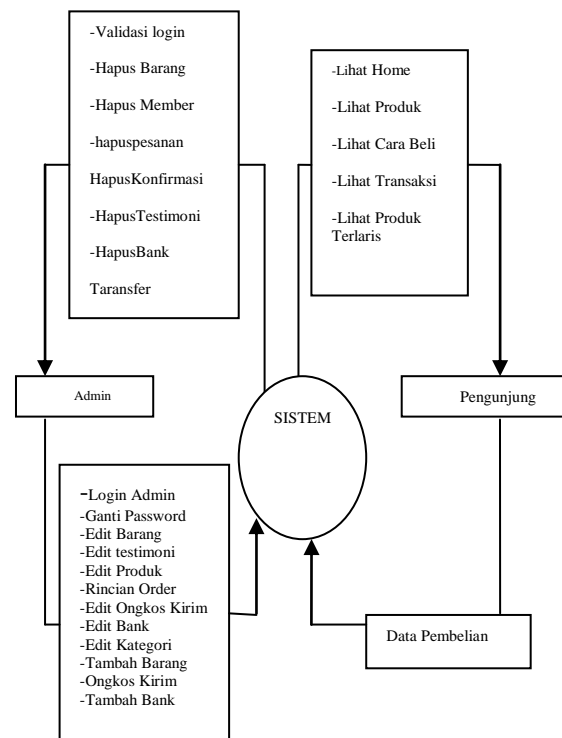 -Validasi login
-Hapus Barang
-Hapus Member
-hapuspesanan
HapusKonfirmasi
-HapusTestimoni
-HapusBank
Taransfer
-Lihat Home
-Lihat Produk
-Lihat Cara Beli
-Lihat Transaksi
-Lihat Produk
Terlaris
Admin
SISTEM
Pengunjung
-Login Admin
-Ganti Password
-Edit Barang
-Edit testimoni
-Edit Produk
-Rincian Order
-Edit Ongkos Kirim
-Edit Bank
-Edit Kategori
-Tambah Barang
-Ongkos Kirim
-Tambah Bank
Data Pembelian